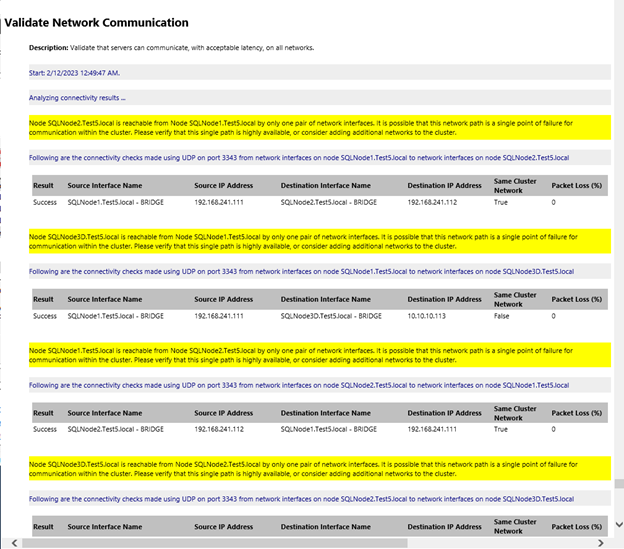 Validate Network Communication
Description: Validate that servers can communicate, with acceptable latency, on all networks.
Start: 2/12/2023 12:49:47 AM.
Analyzing connectivity results ...
Node SQLNode2.Test5.local is reachable from Node SQLNode1.Test5.local by only one pair of network interfaces. It is possible that this network path is a single point of failure for
communication within the cluster. Please verify that this single path is highly available, or consider adding additional networks to the cluster.
Following are the connectivity checks made using UDP on port 3343 from network interfaces on node SQLNode1.Test5.local to network interfaces on node SQLNode2.Test5.local
Result Source Interface Name Source IP Address Destination Interface Name Destination IP Address Same Cluster Network Packet Loss (%)
Success SQLNode1.Test5.local - BRIDGE 192.168.241.111 SQLNode2.Test5.local - BRIDGE 192.168.241.112 True 0
Node SQLNode3D.Test5.local is reachable from Node SQLNode1.Test5.local by only one pair of network interfaces. It is possible that this network path is a single point of failure for
communication within the cluster. Please verify that this single path is highly available, or consider adding additional networks to the cluster.
Following are the connectivity checks made using UDP on port 3343 from network interfaces on node SQLNode1.Test5.local to network interfaces on node SQLNode3D.Test5.local
Result Source Interface Name Source IP Address Destination Interface Name Destination IP Address Same Cluster Network Packet Loss (%)
Success SQLNode1.Test5.local - BRIDGE 192.168.241.111 SQLNode3D.Test5.local - BRIDGE 10.10.10.113 False 0
Node SQLNode1.Test5.local is reachable from Node SQLNode2.Test5.local by only one pair of network interfaces. It is possible that this network path is a single point of failure for
communication within the cluster. Please verify that this single path is highly available, or consider adding additional networks to the cluster.
Following are the connectivity checks made using UDP on port 3343 from network interfaces on node SQLNode2.Test5.local to network interfaces on node SQLNode1.Test5.local
Result Source Interface Name Source IP Address Destination Interface Name Destination IP Address Same Cluster Network Packet Loss (%)
Success SQLNode2.Test5.local - BRIDGE 192.168.241.112 SQLNode1.Test5.local - BRIDGE 192.168.241.111 True 0
Node SQLNode3D.Test5.local is reachable from Node SQLNode2.Test5.local by only one pair of network interfaces. It is possible that this network path is a single point of failure for
communication within the cluster. Please verify that this single path is highly available, or consider adding additional networks to the cluster.
Following are the connectivity checks made using UDP on port 3343 from network interfaces on node SQLNode2.Test5.local to network interfaces on node SQLNode3D.Test5.local
Result Source Interface Name Source IP Address Destination Interface Name Destination IP Address Same Cluster Network Packet Loss (%)